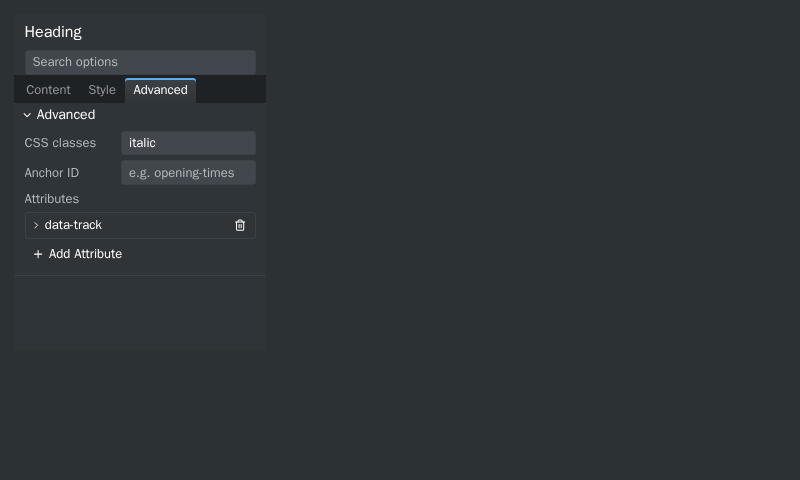 Heading
Search options
Content Style Advanced
Advanced
CSS classes italic
Anchor ID e.g. opening-times
Attributes
data-track
Add Attribute